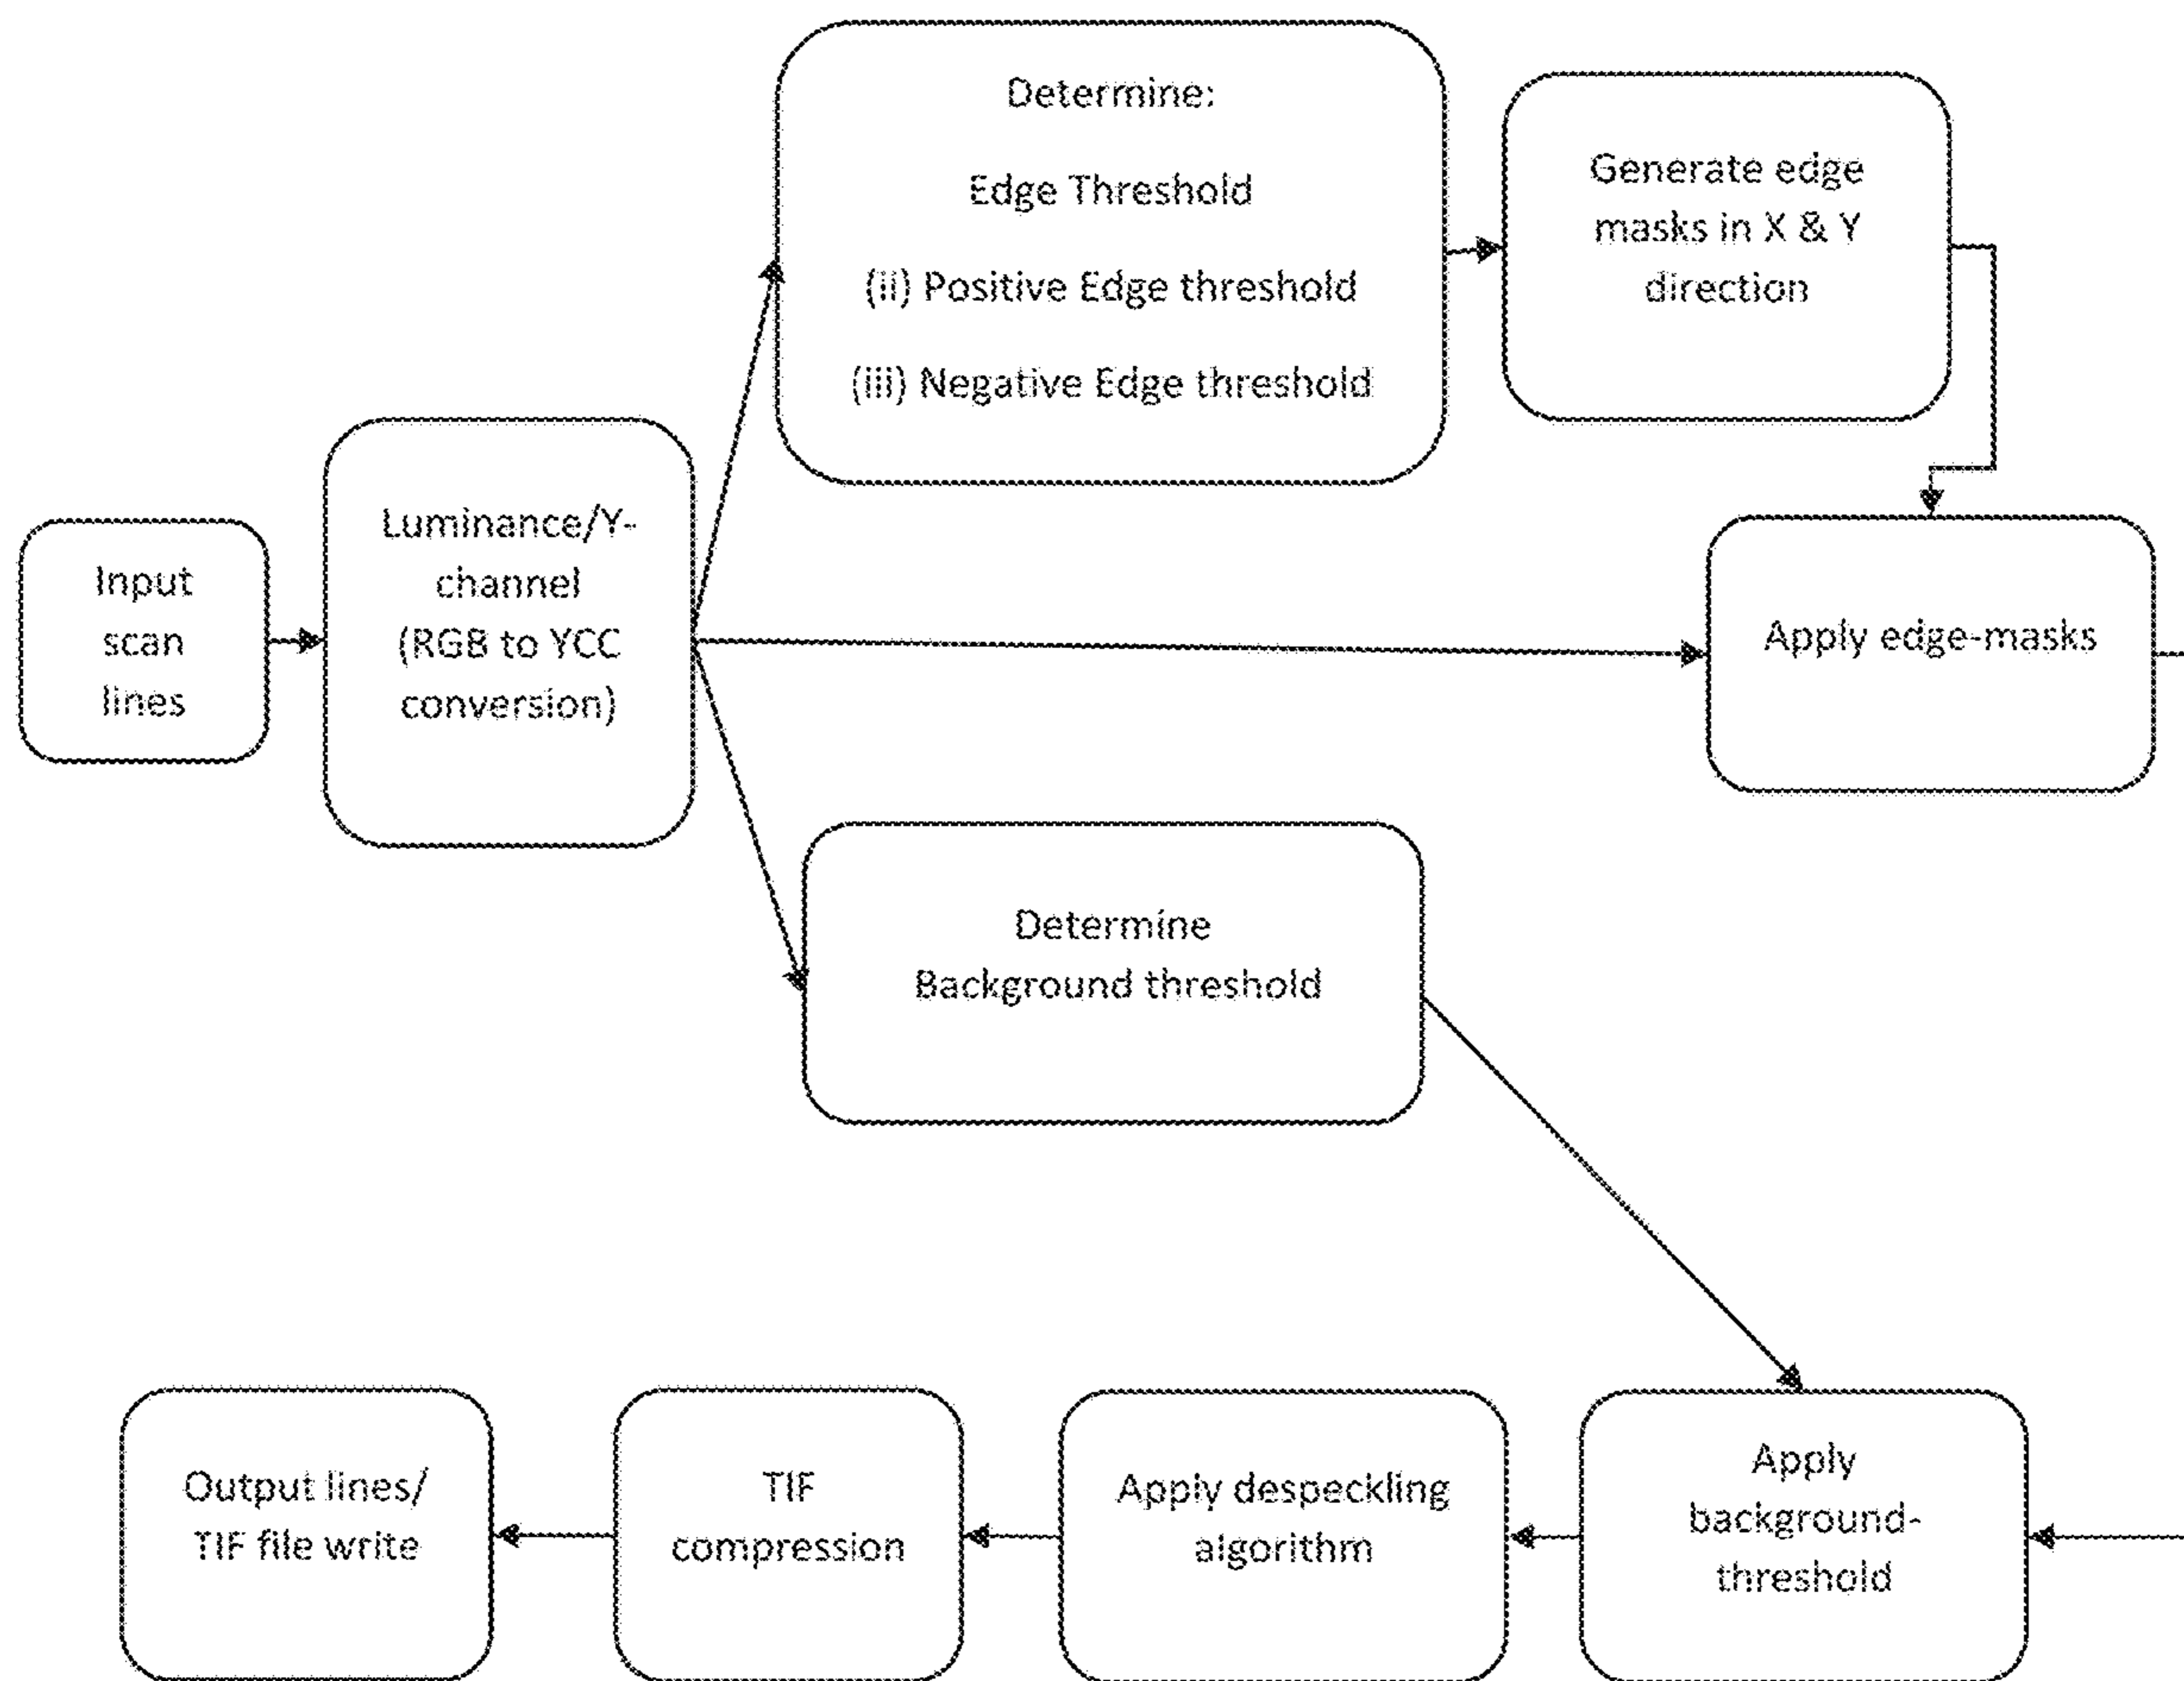 Determine:
Edge Threshold
(ii) Positive Edge threshold
(iii) Negative Edge threshold
Generate edge
masks in X & Y
direction
Input
scan
lines
Luminance/Y-
channel
(RGB to YCC
conversion)
Apply edge-masks
Determine
Background threshold
Output lines/
TIF file write
TIF
compression
Apply despeckling
algorithm
Apply
background-
threshold